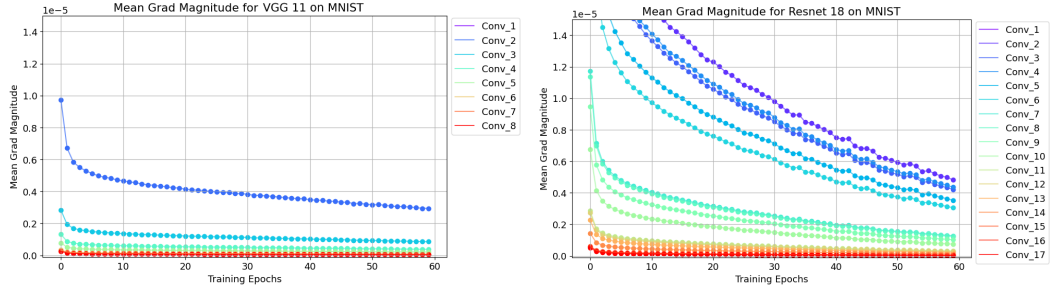 Mean Grad Magnitude for VGG 11 on MNIST
1e−5
Mean Grad Magnitude
1.4
1.2
1.0
0.8
0.6
0.4
0.2
0.0
0
10
20
30
40
50
60
Training Epochs
Conv_1
Conv_2
Conv_3
Conv_4
Conv_5
Conv_6
Conv_7
Conv_8
Mean Grad Magnitude for Resnet 18 on MNIST
1e−5
Mean Grad Magnitude
1.4
1.2
1.0
0.8
0.6
0.4
0.2
0.0
0
10
20
30
40
50
60
Training Epochs
Conv_1
Conv_2
Conv_3
Conv_4
Conv_5
Conv_6
Conv_7
Conv_8
Conv_9
Conv_10
Conv_11
Conv_12
Conv_13
Conv_14
Conv_15
Conv_16
Conv_17